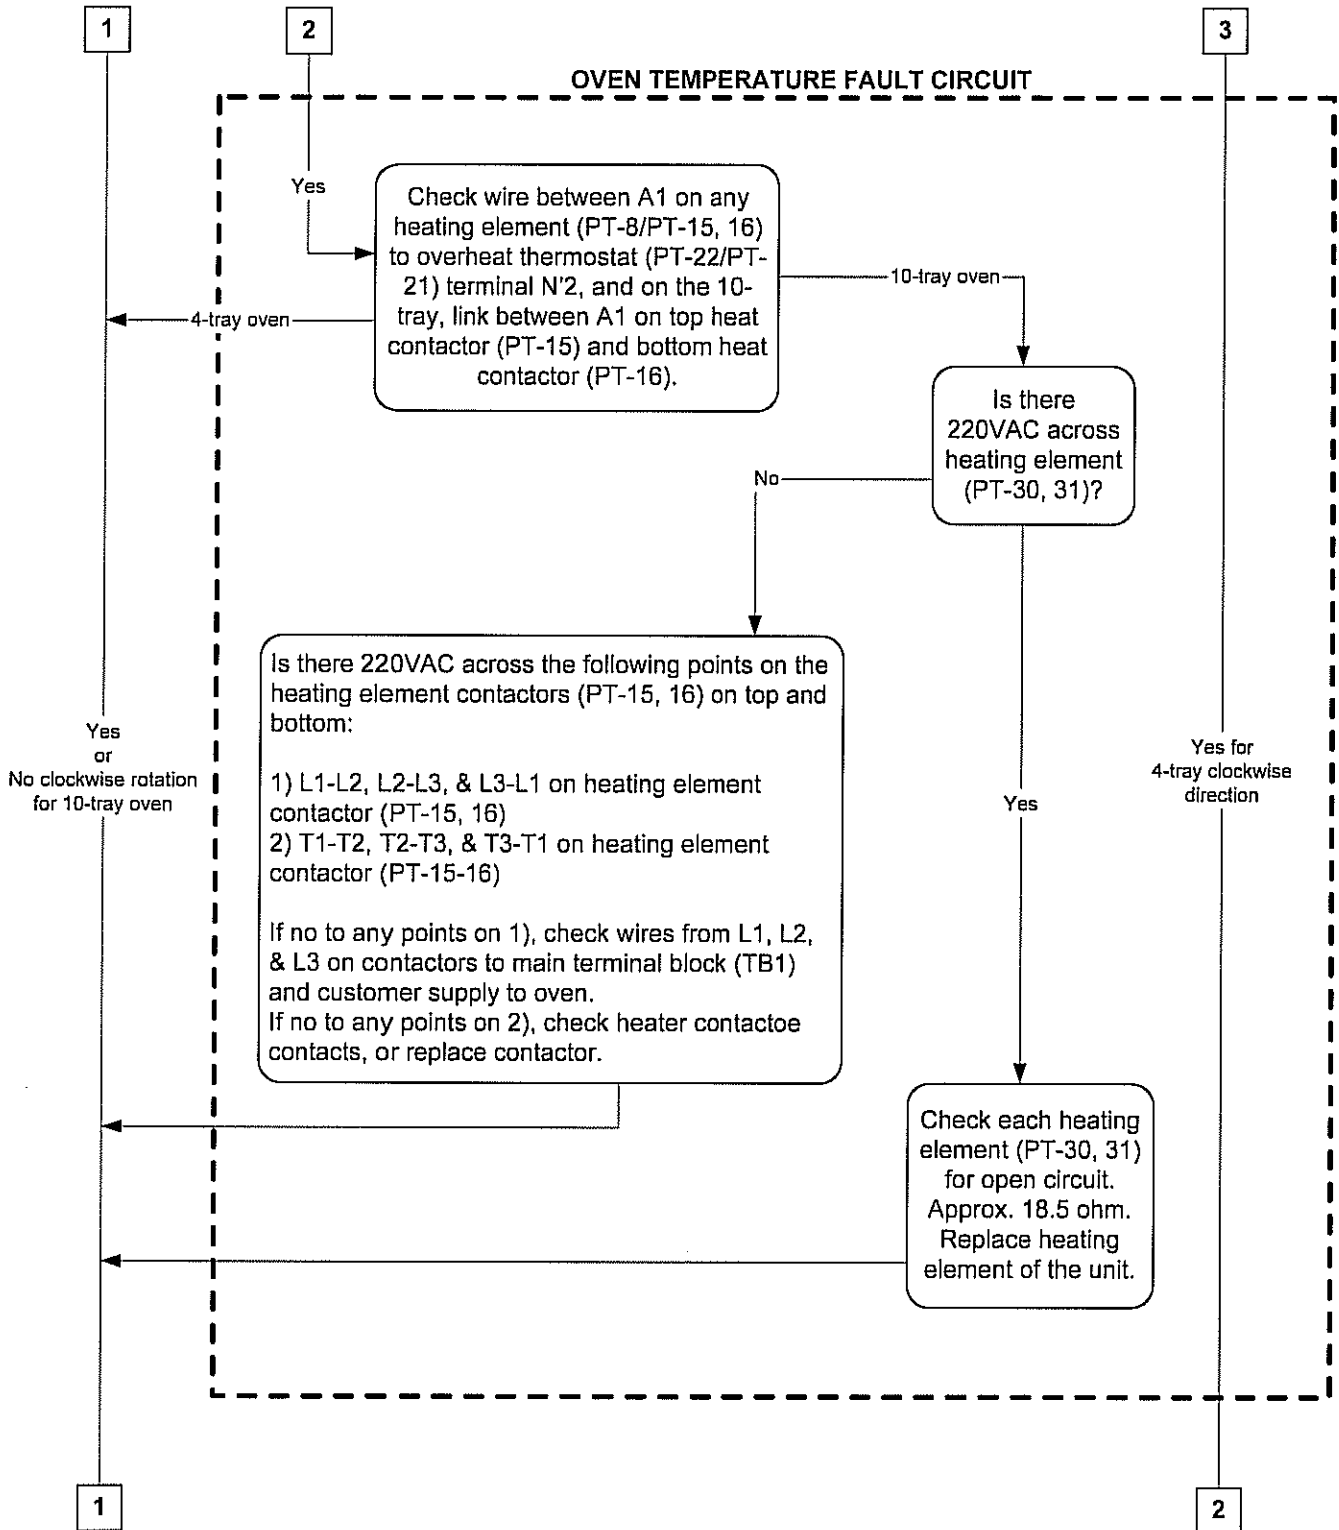 1
2
3
OVEN TEMPERATURE FAULT CIRCUIT
Yes
Check wire between A1 on any
heating element (PT-8/PT-15, 16)
to overheat thermostat (PT-22/PT-
21) terminal N'2, and on the 10-
tray, link between A1 on top heat
contactor (PT-15) and bottom heat
contactor (PT-16).
10-tray oven
4-tray oven
Is there
220VAC across
heating element
(PT-30, 31)?
No
Is there 220VAC across the following points on the
heating element contactors (PT-15, 16) on top and
bottom:
1) L1-L2, L2-L3, & L3-L1 on heating element
contactor (PT-15, 16)
2) T1-T2, T2-T3, & T3-T1 on heating element
contactor (PT-15-16)
If no to any points on 1), check wires from L1, L2,
& L3 on contactors to main terminal block (TB1)
and customer supply to oven.
If no to any points on 2), check heater contactoe
contacts, or replace contactor.
Yes
or
No clockwise rotation
for 10-tray oven
Yes
Yes for
4-tray clockwise
direction
Check each heating
element (PT-30, 31)
for open circuit.
Approx. 18.5 ohm.
Replace heating
element of the unit.
1
2